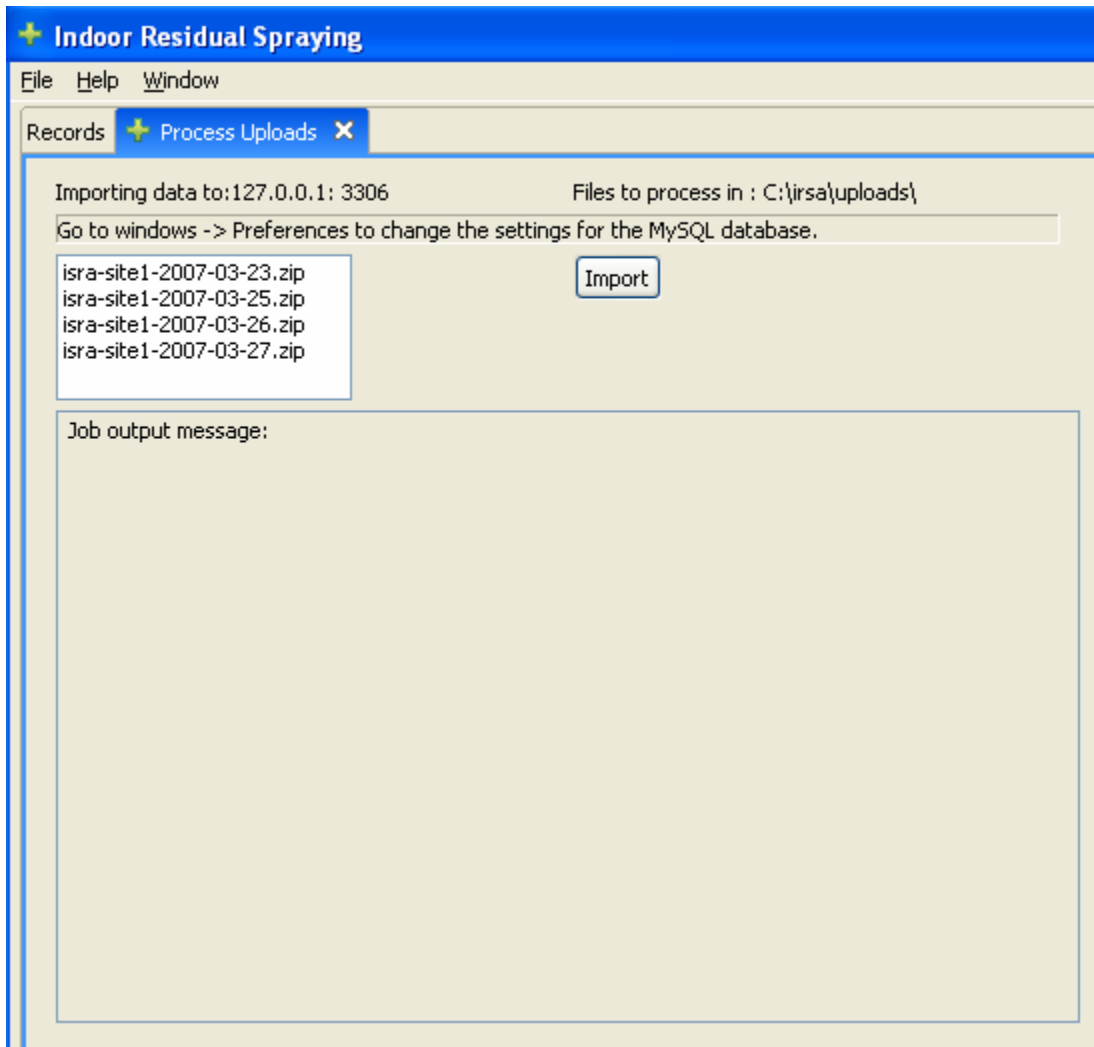 Indoor Residual Spraying
File Help Window
Records Process Uploads
Importing data to:127.0.0.1: 3306 Files to process in : C:\irsa\uploads\
Go to windows -> Preferences to change the settings for the MySQL database.
isra-site1-2007-03-23.zip Import
isra-site1-2007-03-25.zip
isra-site1-2007-03-26.zip
isra-site1-2007-03-27.zip
Job output message: